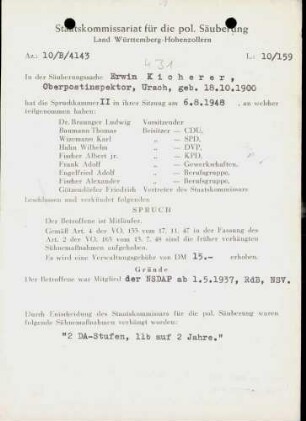 431
Staatskommissariat für die pol. Säuberung
Land Württemberg-Hohenzollern
Az.: 10/B/4143 L.: 10/159
In der Säuberungssache: Erwin Kicherer,
Oberpostinspektor, Urach, geb. 18.10.1900
hat die Spruchkammer II in ihrer Sitzung am 6.8.1948, an welcher
teilgenommen haben:
Dr. Ludwig Vorsitzender
Baumann Thomas Beisitzer — CDU,
Wizemann Karl „ — SPD,
Hahn Wilhelm „ — DVP,
Fischer Albert jr. „ — KPD,
Frank Adolf „ — Gewerkschaften,
Engelfried Adolf „ — Berufsgruppe,
Fischer Alexander „ — Berufsgruppe,
Friedrich Vertreter des Staatskommissars
beschlossen und verkündet folgenden
SPRUCH
Der Betroffene ist Mitläufer.
Gemäß Art. 4 der VO. 133 vom 17. 11. 47 in der Fassung des
Art. 2 der VO. 165 vom 13. 7. 48 sind die früher verhängten
Sühnemaßnahmen aufgehoben.
Es wird eine Verwaltungsgebühr von DM 15.- erhoben.
Gründe
Der Betroffene war Mitglied der NSDAP ab 1.5.1937, RdB, NSV.
Durch Entscheidung des Staatskommissars für die pol. Säuberung waren
folgende Sühnemaßnahmen verhängt worden:
"2 DA-Stufen, 11b auf 2 Jahre."